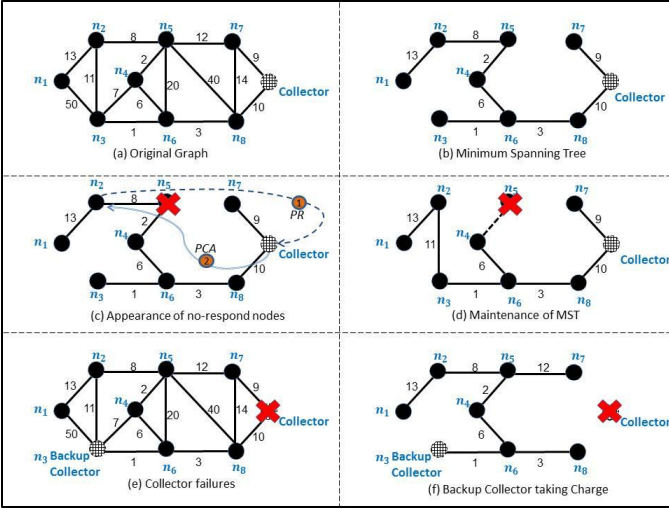 n2 8 n5 12 n7
13 2 9
n1 11 n4 20 40 14 Collector
50 7 6 10
n3 1 n6 3 n8
(a) Original Graph
n2 8 n5 n7
13 2 9
n1 n4 Collector
6 10
n3 1 n6 3 n8
(b) Minimum Spanning Tree
n2 8 n5 n7 1
13 2 9 PR
n1 n4 PCA Collector
6 2 10
n3 1 n6 3 n8
(c) Appearance of no-respond nodes
n2 n5 n7
13 9
n1 11 n4 Collector
6 10
n3 1 n6 3 n8
(d) Maintenance of MST
n2 8 n5 12 n7
13 2 9
n1 11 n4 20 40 14 Collector
50 7 6 10
n3 Backup
Collector 1 n6 3 n8
(e) Collector failures
n2 8 n5 12 n7
13 2
n1 n4 Collector
6
n3 Backup
Collector 1 n6 3 n8
(f) Backup Collector taking Charge